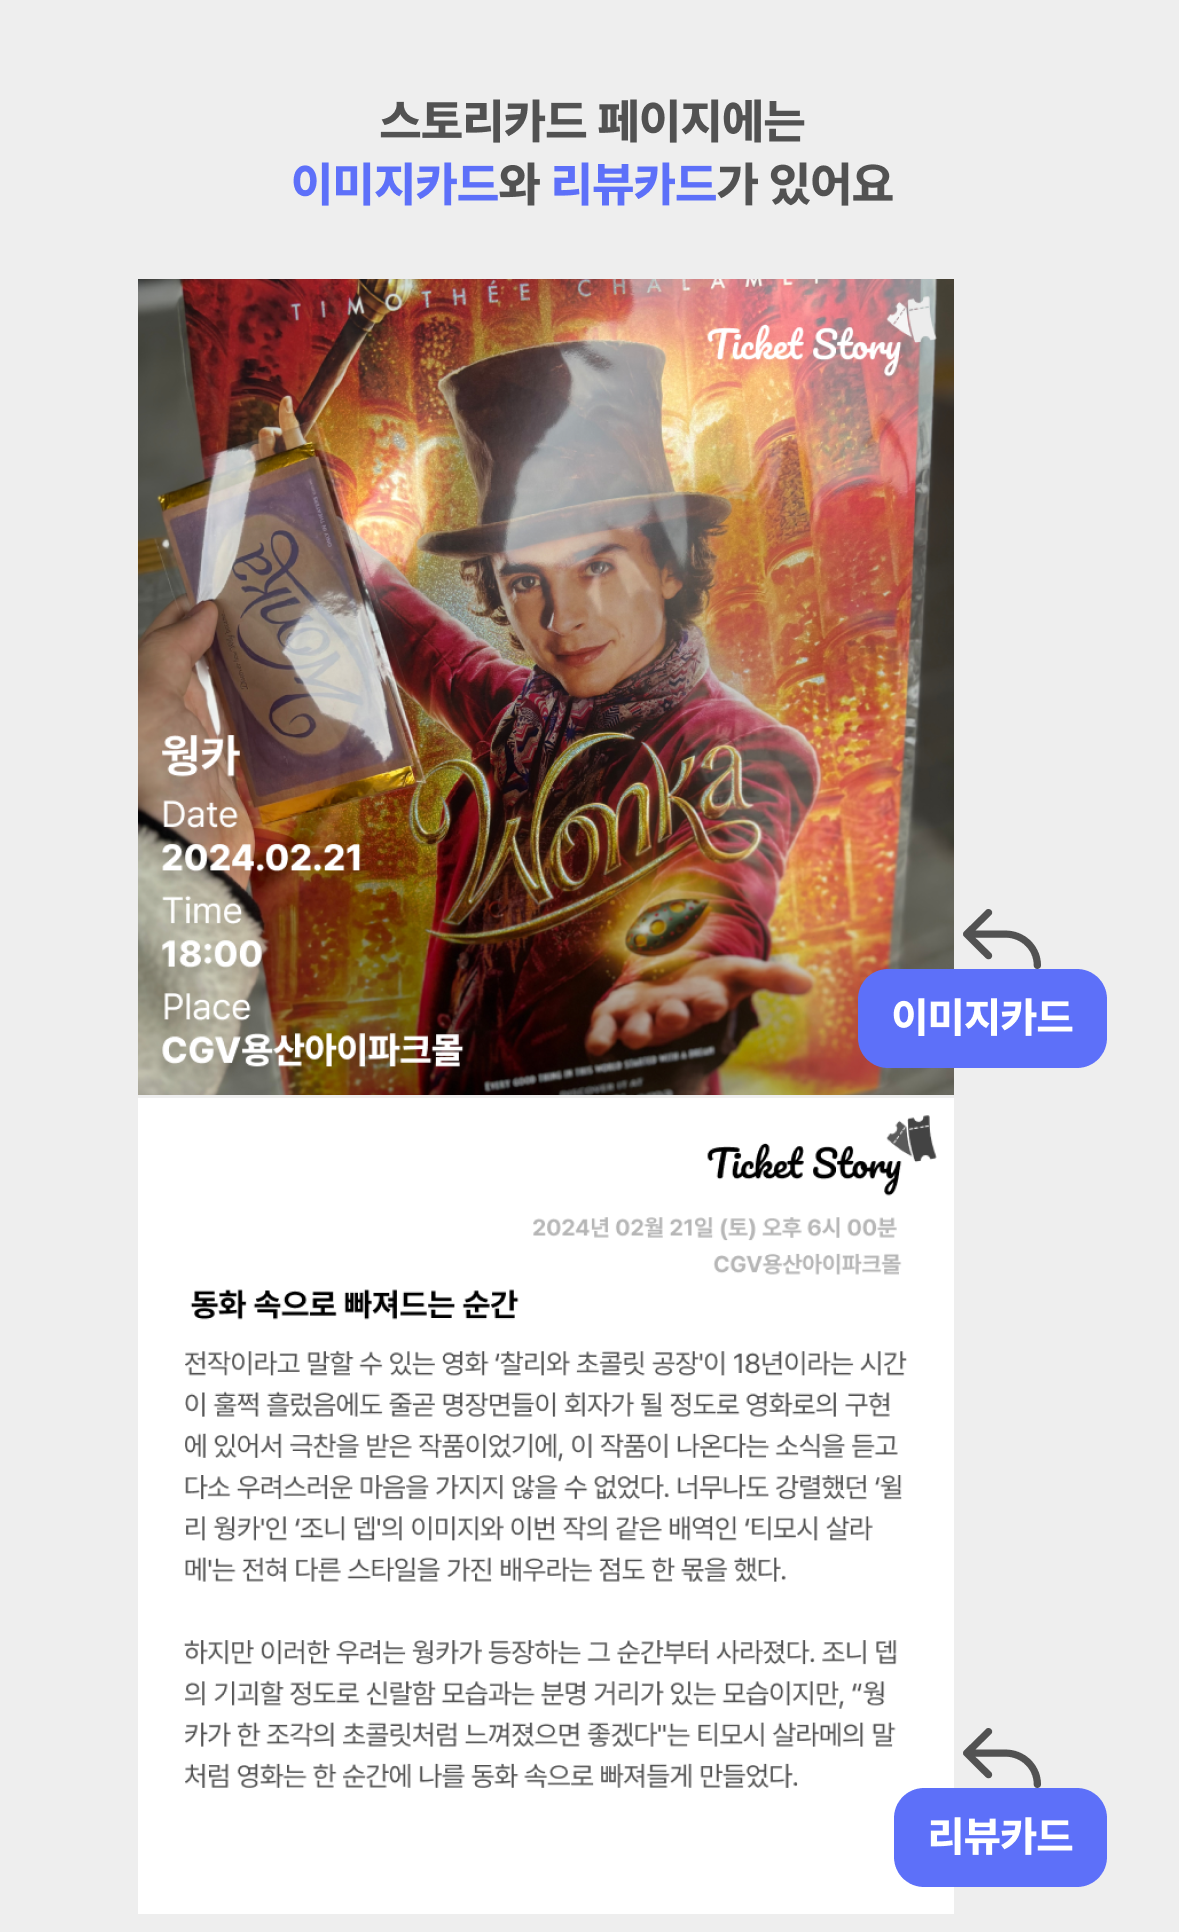 스토리카드 페이지에는
이미지카드와 리뷰카드가 있어요
TIMOTHÉE CHALAMET
Ticket Story
Wonka
웡카
Date
2024.02.21
Time
18:00
Place
CGV용산아이파크몰
Wonka
EVERY GOOD THING IN THIS WORLD STARTED WITH A DREAM
DISCOVER IT AT
이미지카드
Ticket Story
2024년 02월 21일 (토) 오후 6시 00분
CGV용산아이파크몰
동화 속으로 빠져드는 순간
전작이라고 말할 수 있는 영화 ‘찰리와 초콜릿 공장'이 18년이라는 시간
이 훌쩍 흘렀음에도 줄곧 명장면들이 회자가 될 정도로 영화로의 구현
에 있어서 극찬을 받은 작품이었기에, 이 작품이 나온다는 소식을 듣고
다소 우려스러운 마음을 가지지 않을 수 없었다. 너무나도 강렬했던 ‘윌
리 웡카'인 ‘조니 뎁'의 이미지와 이번 작의 같은 배역인 ‘티모시 살라
메'는 전혀 다른 스타일을 가진 배우라는 점도 한 몫을 했다.
하지만 이러한 우려는 웡카가 등장하는 그 순간부터 사라졌다. 조니 뎁
의 기괴할 정도로 신랄함 모습과는 분명 거리가 있는 모습이지만, “웡
카가 한 조각의 초콜릿처럼 느껴졌으면 좋겠다"는 티모시 살라메의 말
처럼 영화는 한 순간에 나를 동화 속으로 빠져들게 만들었다.
리뷰카드